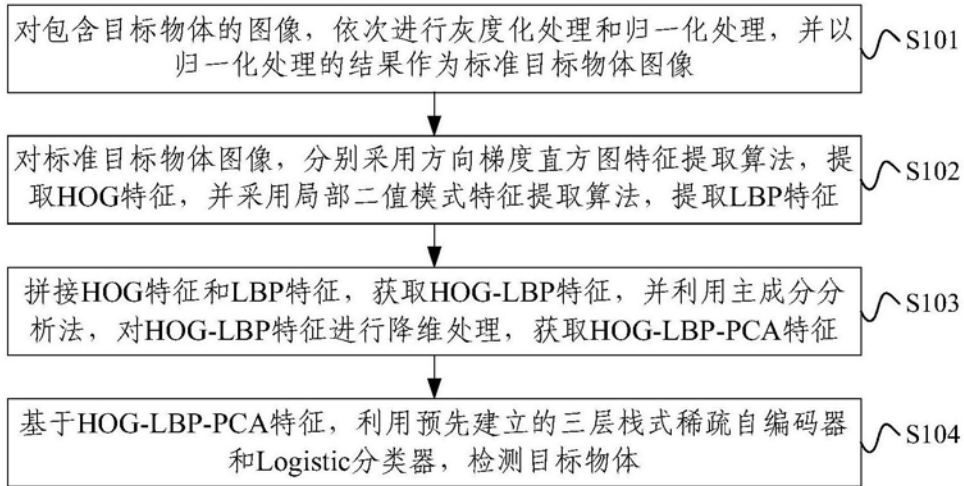 对包含目标物体的图像，依次进行灰度化处理和归一化处理，并以
归一化处理的结果作为标准目标物体图像
S101
对标准目标物体图像，分别采用方向梯度直方图特征提取算法，提
取HOG特征，并采用局部二值模式特征提取算法，提取LBP特征
S102
拼接HOG特征和LBP特征，获取HOG-LBP特征，并利用主成分分
析法，对HOG-LBP特征进行降维处理，获取HOG-LBP-PCA特征
S103
基于HOG-LBP-PCA特征，利用预先建立的三层栈式稀疏自编码器
和Logistic分类器，检测目标物体
S104